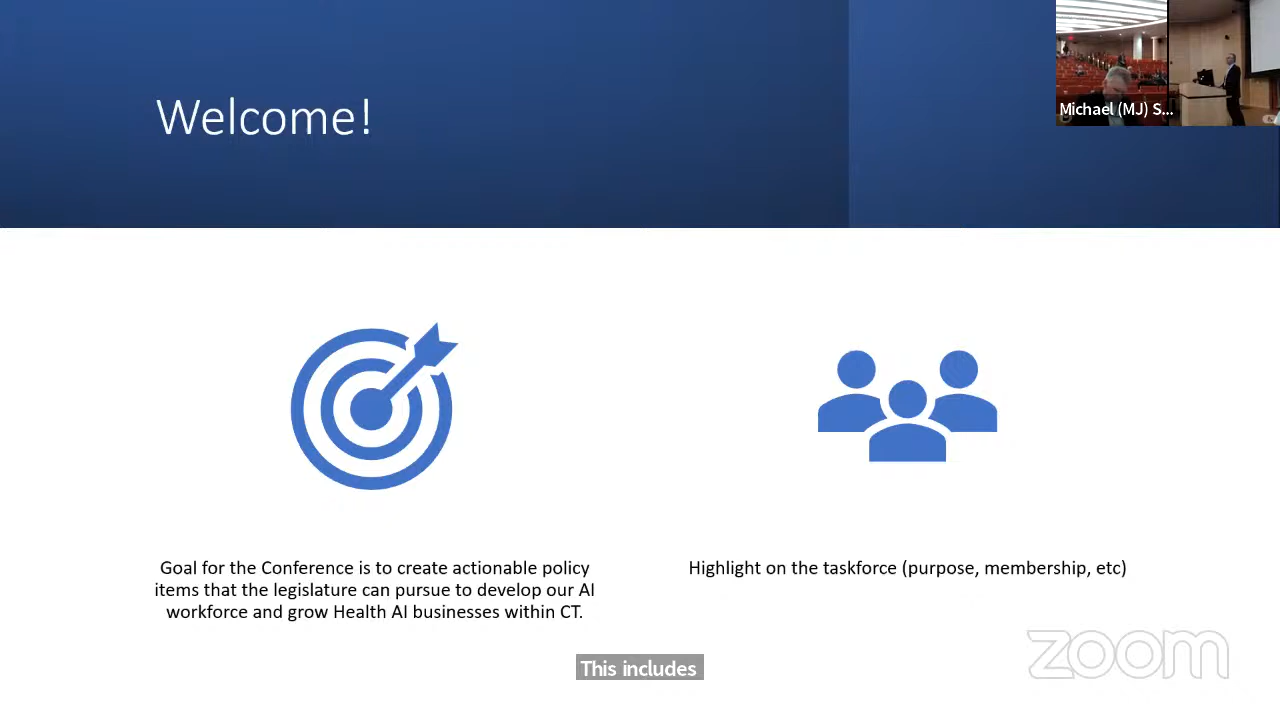 Welcome!
Michael (MJ) S...
Goal for the Conference is to create actionable policy
items that the legislature can pursue to develop our AI
workforce and grow Health AI businesses within CT.
Highlight on the taskforce (purpose, membership, etc)
zoom
This includes